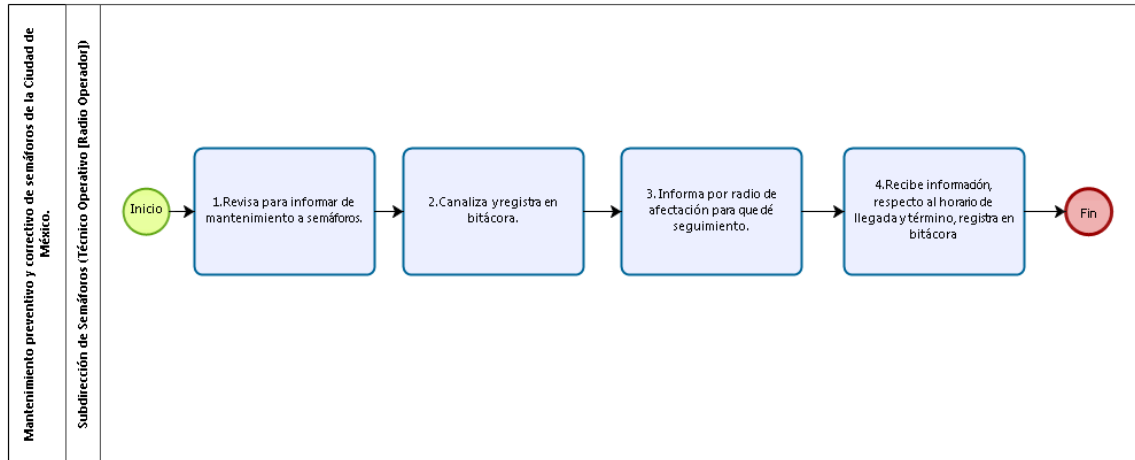 Mantenimiento preventivo y correctivo de semáforos de la Ciudad de
México.
Subdirección de Semáforos (Técnico Operativo [Radio Operador])
Inicio
1.Revisa para informar de
mantenimiento a semáforos.
2.Canaliza y registra en
bitácora.
3.Informa por radio de
afectación para que dé
seguimiento.
4.Recibe información,
respecto al horario de
llegada y término, registra en
bitácora
Fin